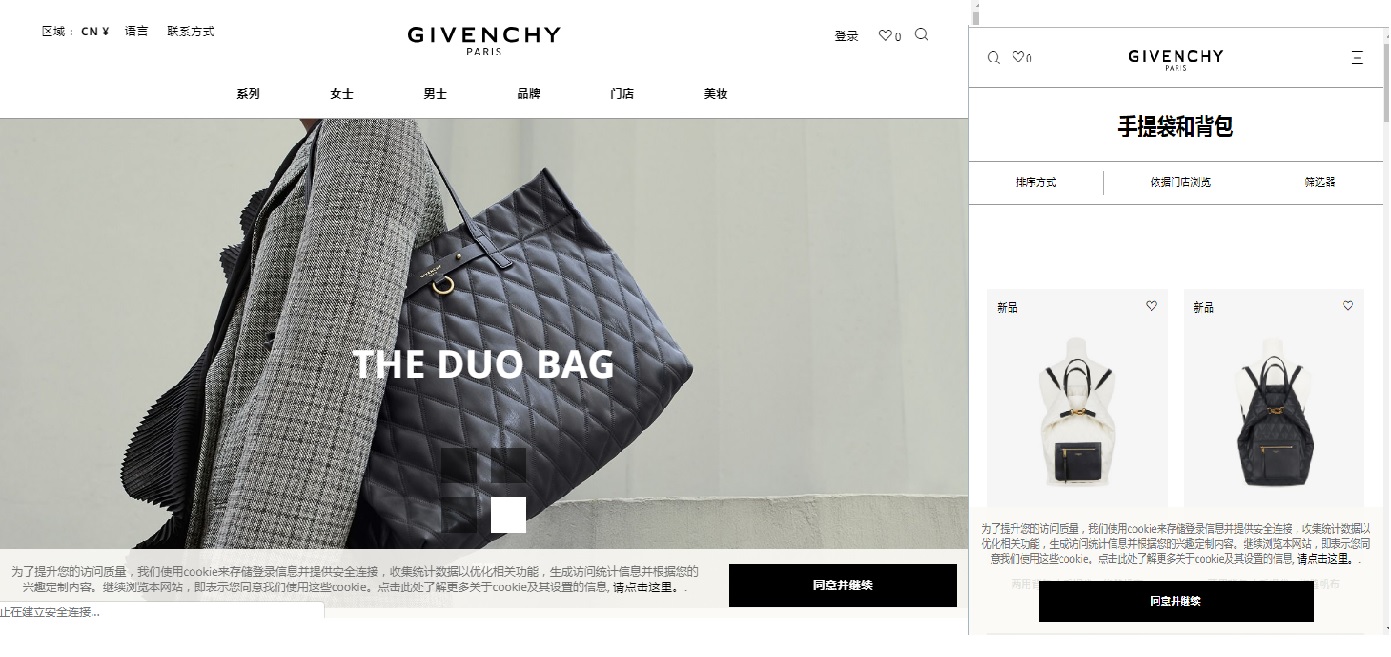 区域： CN ¥ 语言 联系方式
GIVENCHY
PARIS
登录 0
系列 女士 男士 品牌 门店 美妆
GIVENCHY
THE DUO BAG
为了提升您的访问质量，我们使用cookie来存储登录信息并提供安全连接，收集统计数据以优化相关功能，生成访问统计信息并根据您的
兴趣定制内容。继续浏览本网站，即表示您同意我们使用这些cookie。点击此处了解更多关于cookie及其设置的信息, 请点击这里。.
同意并继续
正在建立安全连接...
0
GIVENCHY
PARIS
手提袋和背包
排序方式 依据门店浏览 筛选器
新品 新品
为了提升您的访问质量，我们使用cookie来存储登录信息并提供安全连接，收集统计数据以
优化相关功能，生成访问统计信息并根据您的兴趣定制内容。继续浏览本网站，即表示您同
意我们使用这些cookie。点击此处了解更多关于cookie及其设置的信息, 请点击这里。.
同意并继续